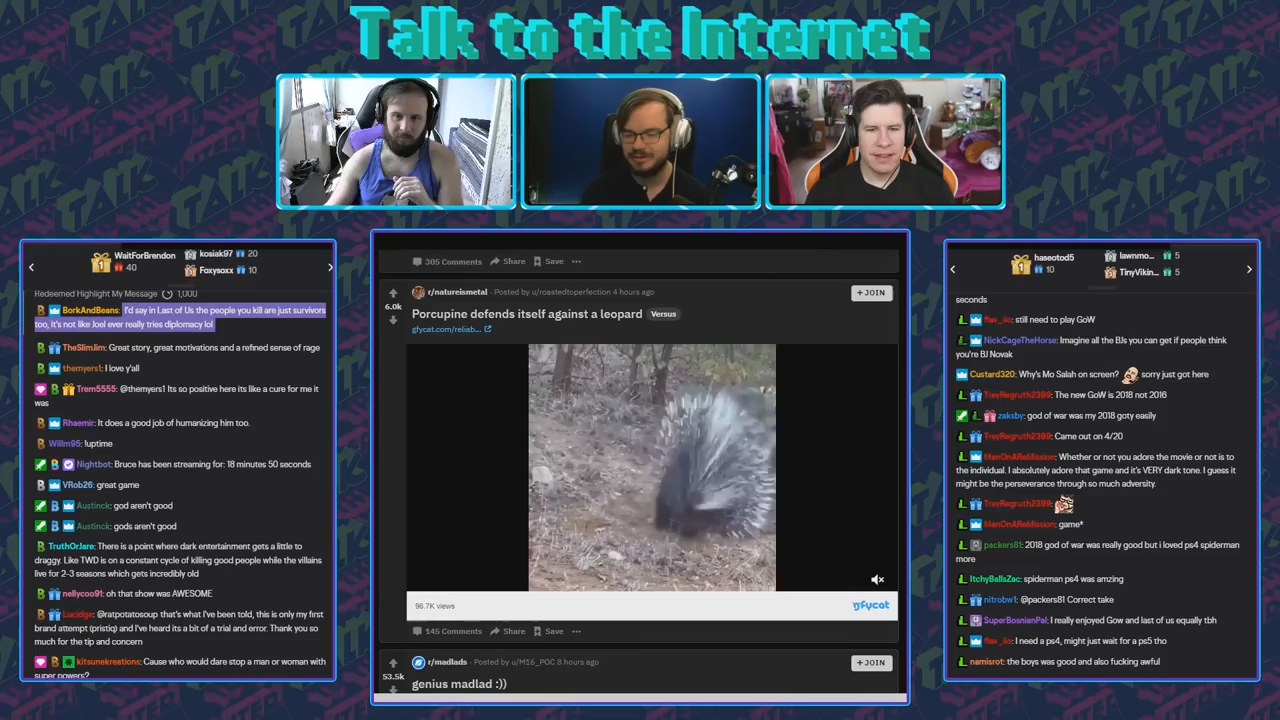 Talk to the Internet
WaitForBrendon
40
kosiak97 20
Foxysoxx 10
Redeemed Highlight My Message 1,000
BorkAndBeans: I'd say in Last of Us the people you kill are just survivors
too, it's not like Joel ever really tries diplomacy lol
TheSlimJim: Great story, great motivations and a refined sense of rage
themyers1: I love y'all
Trem5555: @themyers1 Its so positive here its like a cure for me it
was
Rhaemir: It does a good job of humanizing him too.
Willm95: !uptime
Nightbot: Bruce has been streaming for: 18 minutes 50 seconds
VRob26: great game
Austinck: god aren't good
Austinck: gods aren't good
TruthOrJare: There is a point where dark entertainment gets a little to
draggy. Like TWD is on a constant cycle of killing good people while the villains
live for 2-3 seasons which gets incredibly old
nellycoo91: oh that show was AWESOME
Lucidge: @ratpotatosoup that's what I've been told, this is only my first
brand attempt (pristiq) and I've heard its a bit of a trial and error. Thank you so
much for the tip and concern
kitsunekreations: Cause who would dare stop a man or woman with
super powers?
305 Comments Share Save
6.0k
r/natureismetal · Posted by u/roastedtoperfection 4 hours ago
+ JOIN
Porcupine defends itself against a leopard Versus
gfycat.com/reliab...
96.7K views
gfycat
145 Comments Share Save
53.5k
r/madlads · Posted by u/M16_POC 8 hours ago
+ JOIN
genius madlad :))
haseotod5
10
lawnmo... 5
TinyVikin... 5
seconds
flav_iio: still need to play GoW
NickCageTheHorse: Imagine all the BJs you can get if people think
you're BJ Novak
Custard320: Why's Mo Salah on screen? sorry just got here
TreyRegruth2399: The new GoW is 2018 not 2016
zaksby: god of war was my 2018 goty easily
TreyRegruth2399: Came out on 4/20
ManOnAReMission: Whether or not you adore the movie or not is to
the individual. I absolutely adore that game and it's VERY dark tone. I guess it
might be the perseverance through so much adversity.
TreyRegruth2399:
ManOnAReMission: game*
packers81: 2018 god of war was really good but i loved ps4 spiderman
more
ItchyBallsZac: spiderman ps4 was amzing
nitrobw1: @packers81 Correct take
SuperBosnianPal: I really enjoyed Gow and last of us equally tbh
flav_iio: I need a ps4, might just wait for a ps5 tho
namisrot: the boys was good and also fucking awful